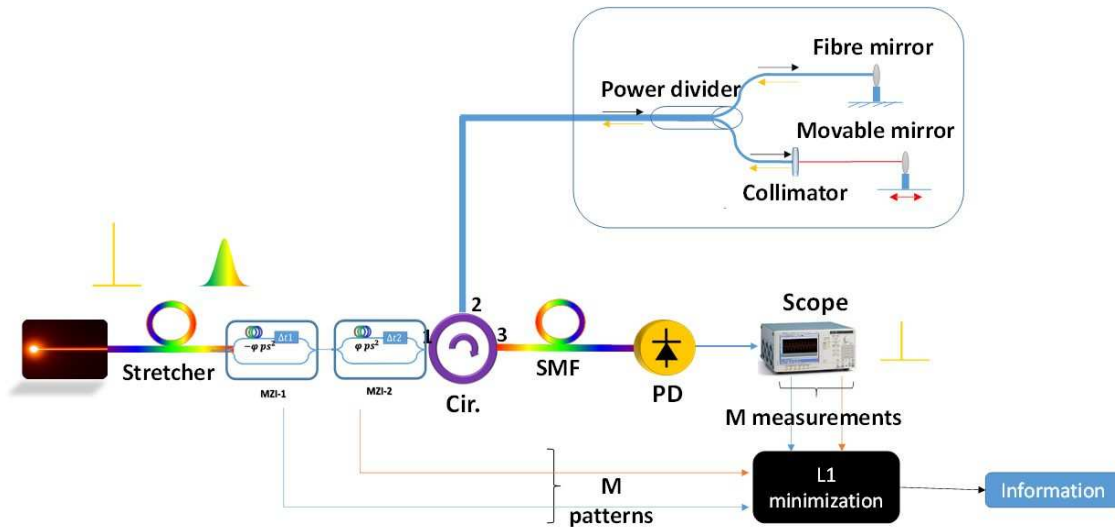 Fibre mirror
Power divider
Movable mirror
Collimator
2
Scope
1
3
−φ ps²
Δτ1
φ ps²
Δτ2
Stretcher
MZI-1
MZI-2
Cir.
SMF
PD
M measurements
L1
minimization
Information
M
patterns